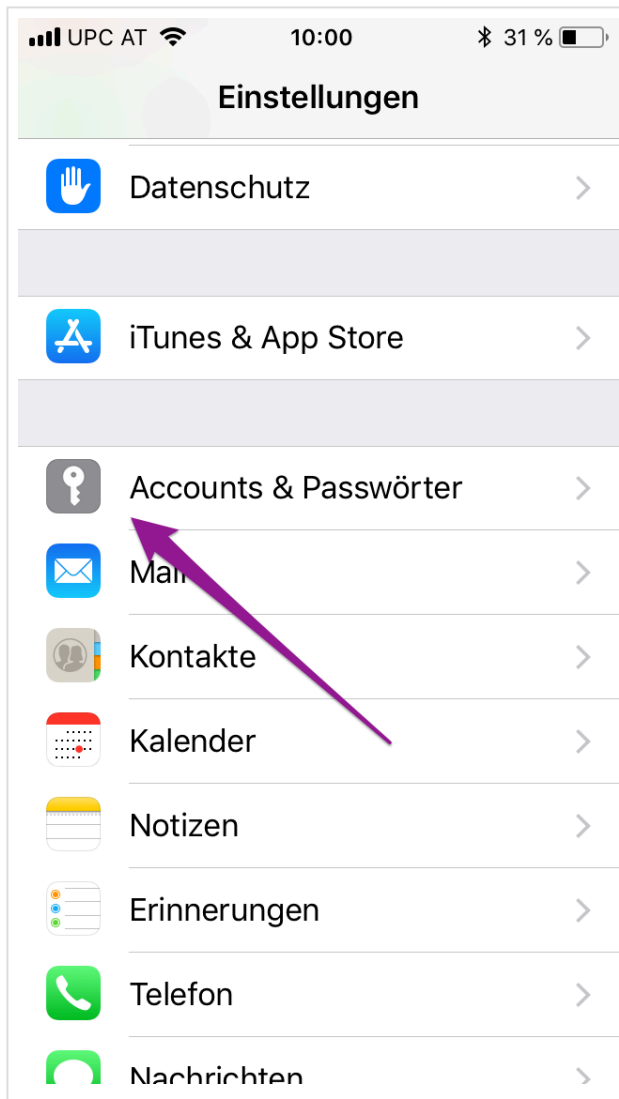 UPC AT 10:00 31 %
Einstellungen
Datenschutz
iTunes & App Store
Accounts & Passwörter
Mail
Kontakte
Kalender
Notizen
Erinnerungen
Telefon
Nachrichten